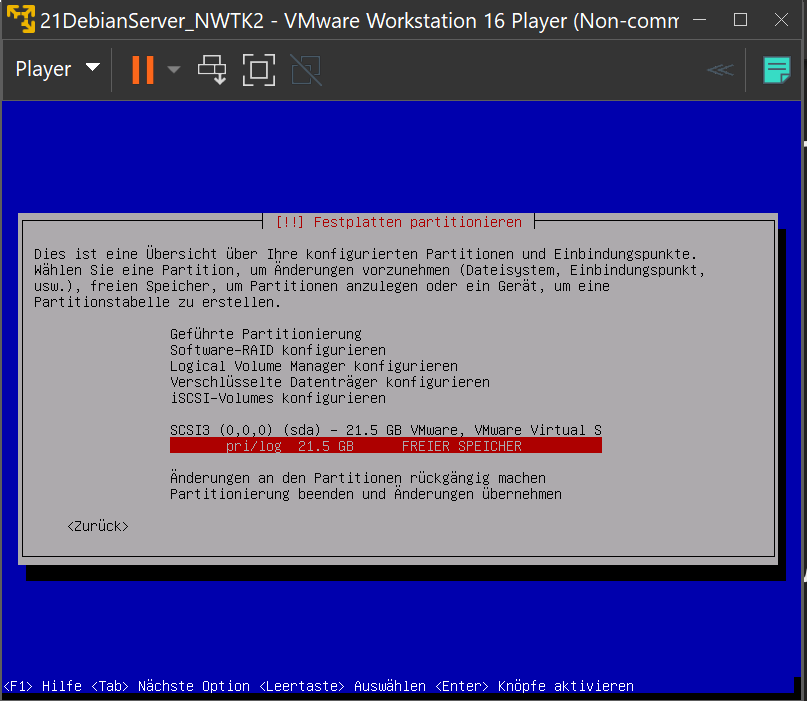 21DebianServer_NWTK2 - VMware Workstation 16 Player (Non-comm
Player
[!!] Festplatten partitionieren
Dies ist eine Übersicht über Ihre konfigurierten Partitionen und Einbindungspunkte.
Wählen Sie eine Partition, um Änderungen vorzunehmen (Dateisystem, Einbindungspunkt,
usw.), freien Speicher, um Partitionen anzulegen oder ein Gerät, um eine
Partitionstabelle zu erstellen.
Geführte Partitionierung
Software-RAID konfigurieren
Logical Volume Manager konfigurieren
Verschlüsselte Datenträger konfigurieren
iSCSI-Volumes konfigurieren
SCSI3 (0,0,0) (sda) - 21.5 GB VMware, VMware Virtual S
pri/log 21.5 GB FREIER SPEICHER
Änderungen an den Partitionen rückgängig machen
Partitionierung beenden und Änderungen übernehmen
<Zurück>
<F1> Hilfe <Tab> Nächste Option <Leertaste> Auswählen <Enter> Knöpfe aktivieren